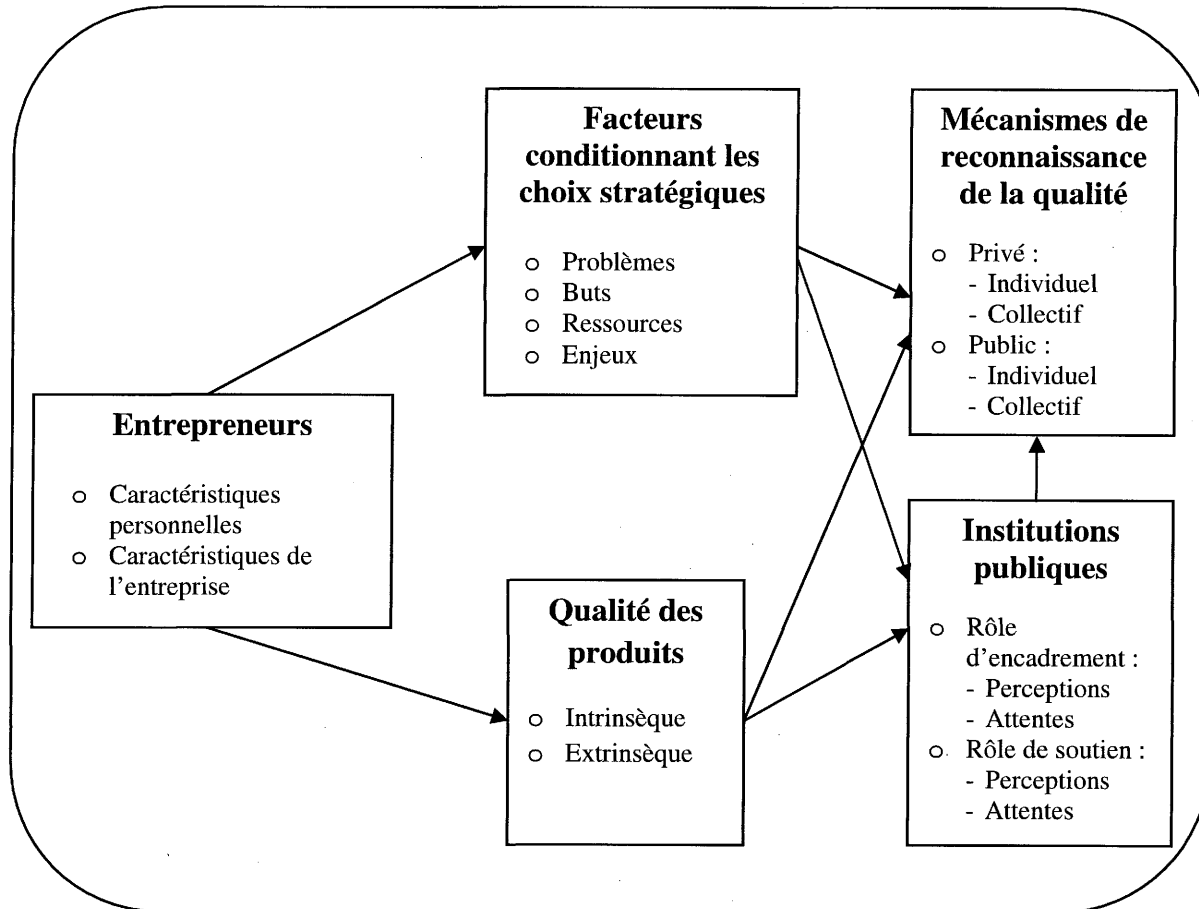 Facteurs
conditionnant les
choix stratégiques
o Problèmes
o Buts
o Ressources
o Enjeux
Mécanismes de
reconnaissance
de la qualité
o Privé :
- Individuel
- Collectif
o Public :
- Individuel
- Collectif
Entrepreneurs
o Caractéristiques
personnelles
o Caractéristiques de
l'entreprise
Qualité des
produits
o Intrinsèque
o Extrinsèque
Institutions
publiques
o Rôle
d'encadrement :
- Perceptions
- Attentes
o Rôle de soutien :
- Perceptions
- Attentes